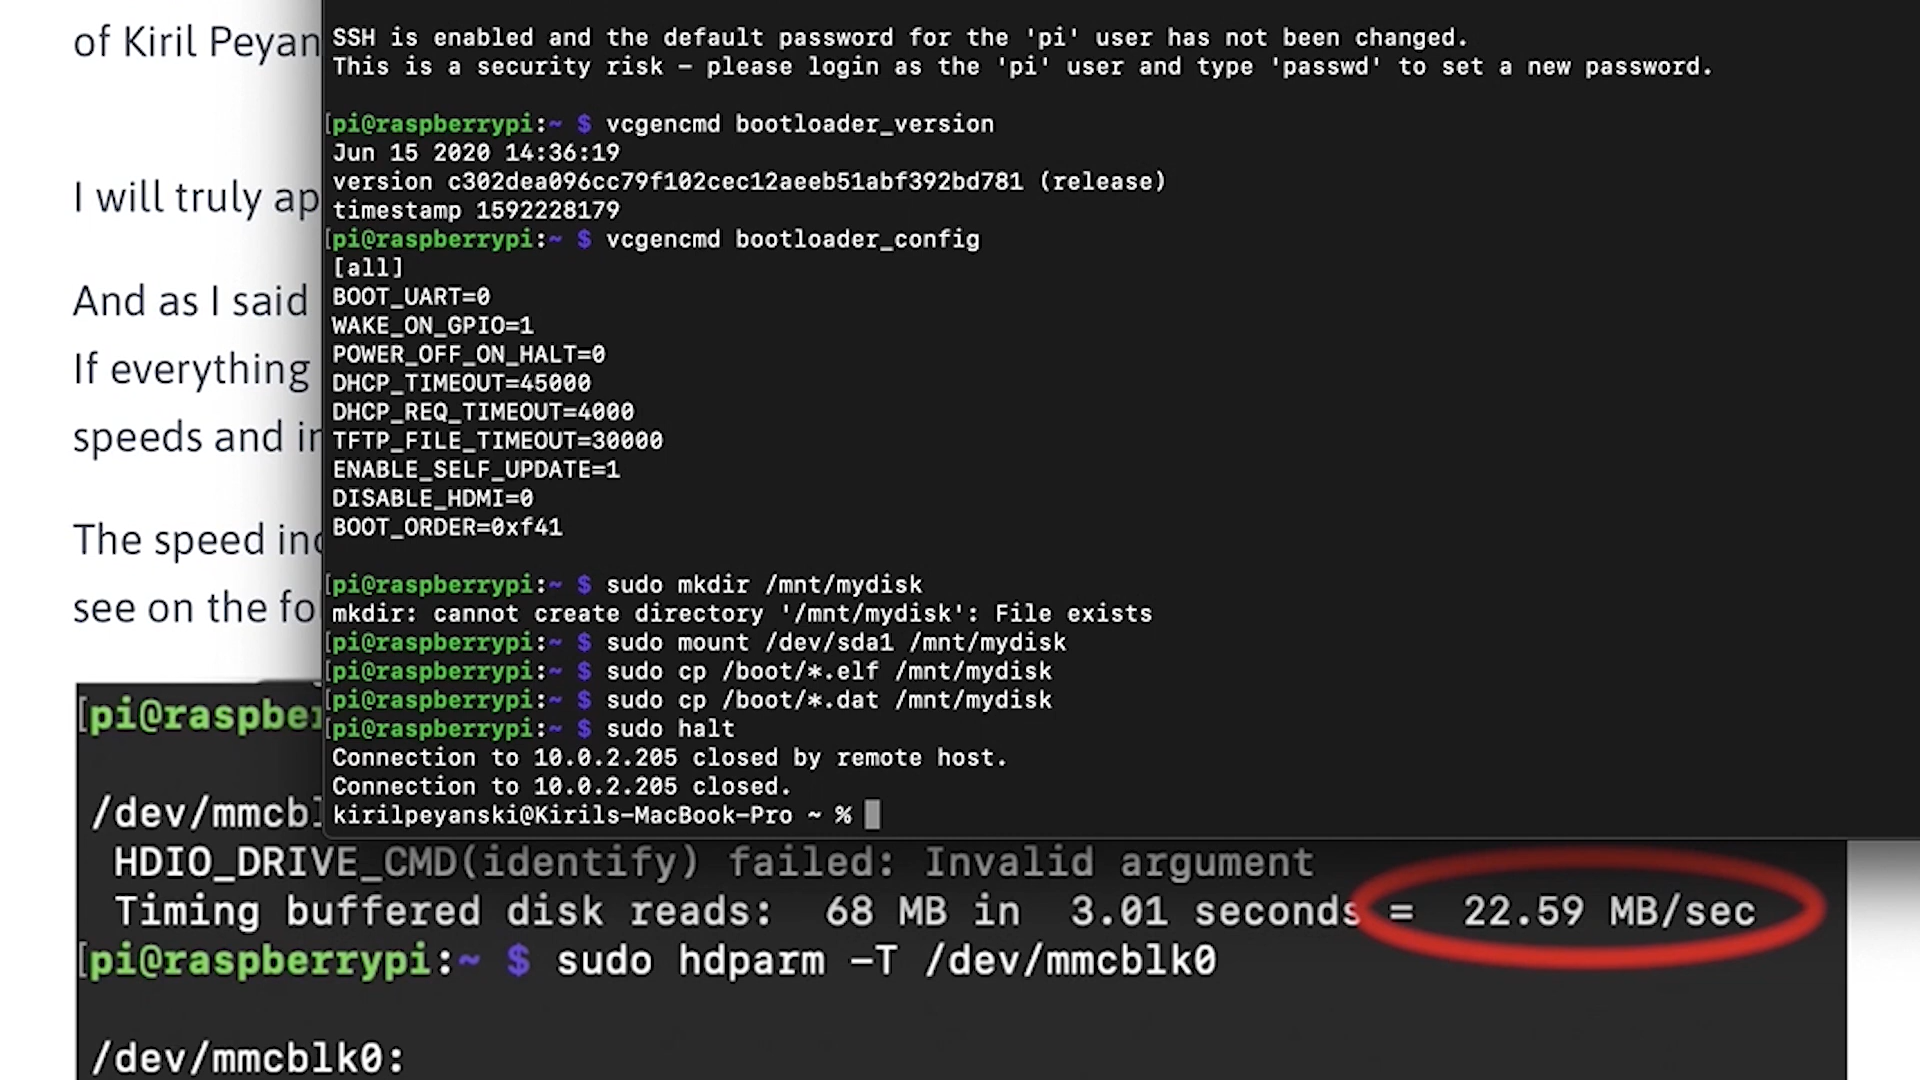 of Kiril Peyan
I will truly ap
And as I said
If everything
speeds and in
The speed inc
see on the fo
SSH is enabled and the default password for the 'pi' user has not been changed.
This is a security risk – please login as the 'pi' user and type 'passwd' to set a new password.
[pi@raspberrypi:~ $ vcgencmd bootloader_version
Jun 15 2020 14:36:19
version c302dea096cc79f102cec12aeeb51abf392bd781 (release)
timestamp 1592228179
[pi@raspberrypi:~ $ vcgencmd bootloader_config
[all]
BOOT_UART=0
WAKE_ON_GPIO=1
POWER_OFF_ON_HALT=0
DHCP_TIMEOUT=45000
DHCP_REQ_TIMEOUT=4000
TFTP_FILE_TIMEOUT=30000
ENABLE_SELF_UPDATE=1
DISABLE_HDMI=0
BOOT_ORDER=0xf41
[pi@raspberrypi:~ $ sudo mkdir /mnt/mydisk
mkdir: cannot create directory '/mnt/mydisk': File exists
[pi@raspberrypi:~ $ sudo mount /dev/sda1 /mnt/mydisk
[pi@raspberrypi:~ $ sudo cp /boot/*.elf /mnt/mydisk
[pi@raspberrypi:~ $ sudo cp /boot/*.dat /mnt/mydisk
[pi@raspberrypi:~ $ sudo halt
Connection to 10.0.2.205 closed by remote host.
Connection to 10.0.2.205 closed.
kirilpeyanski@Kirils-MacBook-Pro ~ %
[pi@raspber
/dev/mmcbl
HDIO_DRIVE_CMD(identify) failed: Invalid argument
Timing buffered disk reads: 68 MB in 3.01 seconds = 22.59 MB/sec
[pi@raspberrypi:~ $ sudo hdparm –T /dev/mmcblk0
/dev/mmcblk0: